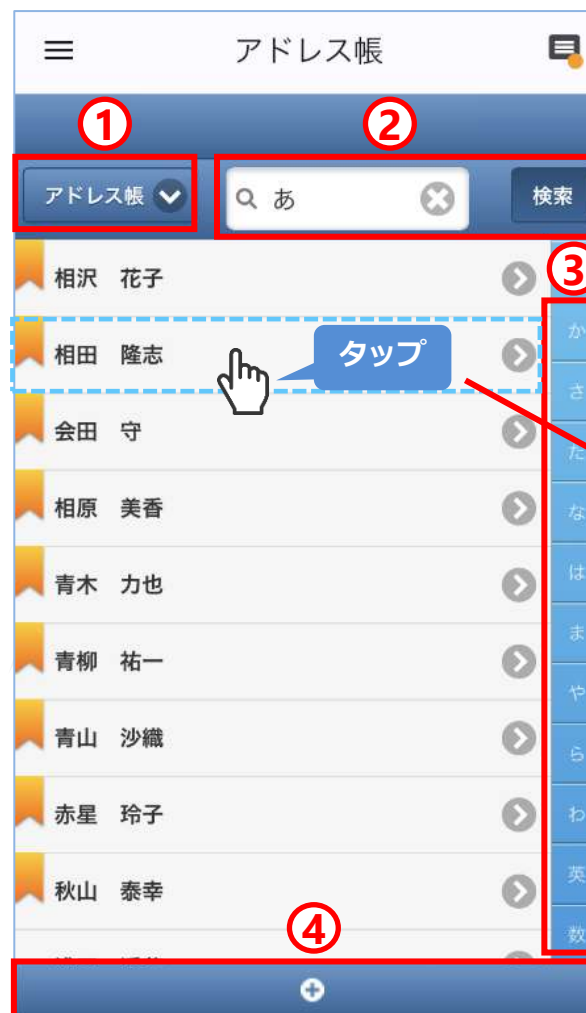 アドレス帳
① ②
アドレス帳 あ 検索
③
相沢 花子
か
相田 隆志 タップ
さ
会田 守
た
相原 美香
な
青木 力也
は
ま
青柳 祐一
や
青山 沙織
ら
赤星 玲子
わ
英
秋山 泰幸
数
④